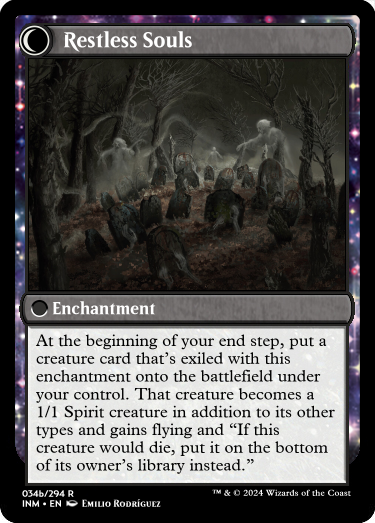 Restless Souls
Enchantment
At the beginning of your end step, put a
creature card that's exiled with this
enchantment onto the battlefield under
your control. That creature becomes a
1/1 Spirit creature in addition to its other
types and gains flying and “If this
creature would die, put it on the bottom
of its owner's library instead.”
034b/294 R
INM • EN Emilio Rodríguez
™ & © 2024 Wizards of the Coast